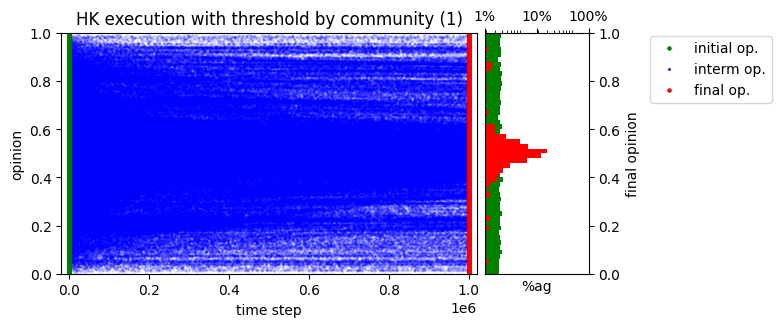 HK execution with threshold by community (1)
1% 10% 100%
1.0 1.0
0.8 0.8
0.6 0.6
0.4 0.4
0.2 0.2
0.0 0.0
opinion
final opinion
0.0 0.2 0.4 0.6 0.8 1.0
1e6
time step
%ag
initial op.
interm op.
final op.